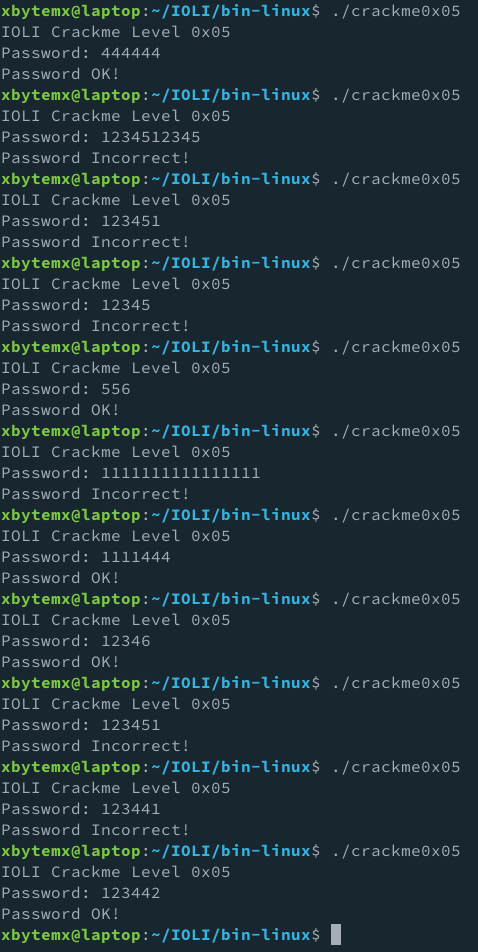 xbytemx@laptop:~/IOLI/bin-linux$ ./crackme0x05
IOLI Crackme Level 0x05
Password: 444444
Password OK!
xbytemx@laptop:~/IOLI/bin-linux$ ./crackme0x05
IOLI Crackme Level 0x05
Password: 1234512345
Password Incorrect!
xbytemx@laptop:~/IOLI/bin-linux$ ./crackme0x05
IOLI Crackme Level 0x05
Password: 123451
Password Incorrect!
xbytemx@laptop:~/IOLI/bin-linux$ ./crackme0x05
IOLI Crackme Level 0x05
Password: 12345
Password Incorrect!
xbytemx@laptop:~/IOLI/bin-linux$ ./crackme0x05
IOLI Crackme Level 0x05
Password: 556
Password OK!
xbytemx@laptop:~/IOLI/bin-linux$ ./crackme0x05
IOLI Crackme Level 0x05
Password: 1111111111111111
Password Incorrect!
xbytemx@laptop:~/IOLI/bin-linux$ ./crackme0x05
IOLI Crackme Level 0x05
Password: 1111444
Password OK!
xbytemx@laptop:~/IOLI/bin-linux$ ./crackme0x05
IOLI Crackme Level 0x05
Password: 12346
Password OK!
xbytemx@laptop:~/IOLI/bin-linux$ ./crackme0x05
IOLI Crackme Level 0x05
Password: 123451
Password Incorrect!
xbytemx@laptop:~/IOLI/bin-linux$ ./crackme0x05
IOLI Crackme Level 0x05
Password: 123441
Password Incorrect!
xbytemx@laptop:~/IOLI/bin-linux$ ./crackme0x05
IOLI Crackme Level 0x05
Password: 123442
Password OK!
xbytemx@laptop:~/IOLI/bin-linux$